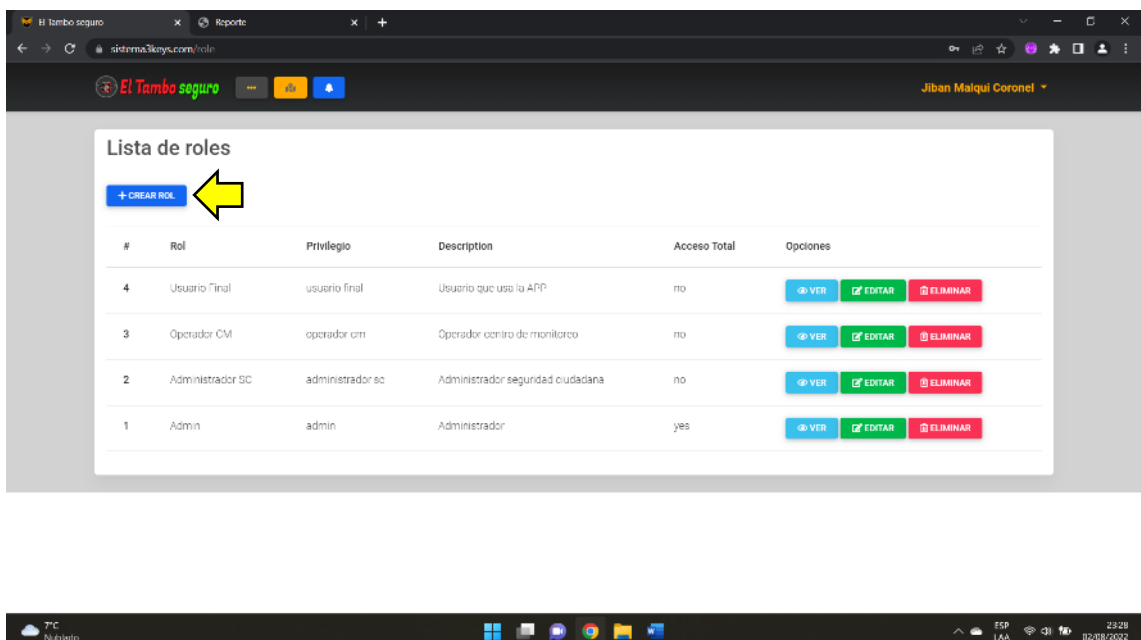 El Tambo seguro
Reporte
sistema3keys.com/role
El Tambo seguro
Jiban Malqui Coronel
Lista de roles
+ CREAR ROL
# Rol Privilegio Description Acceso Total Opciones
4 Usuario Final usuario final Usuario que usa la APP no VER EDITAR ELIMINAR
3 Operador CM operador cm Operador centro de monitoreo no VER EDITAR ELIMINAR
2 Administrador SC administrador sc Administrador seguridad ciudadana no VER EDITAR ELIMINAR
1 Admin admin Administrador yes VER EDITAR ELIMINAR
7°C
Nublado
ESP
LAA
23:28
02/08/2022